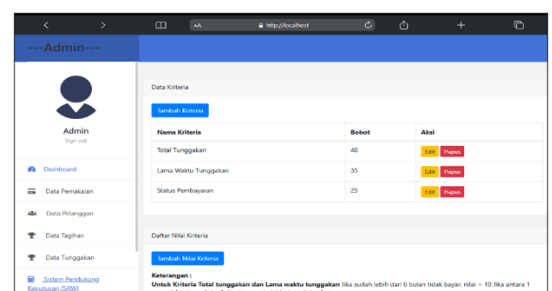 AA http://localhost
---Admin---
Admin
Sign out
Dashboard
Data Pemakaian
Data Pelanggan
Data Tagihan
Data Tunggakan
Sistem Pendukung
Keputusan (SAW)
Data Kriteria
Tambah Kriteria
Nama Kriteria Bobot Aksi
Total Tunggakan 40 Edit Hapus
Lama Waktu Tunggakan 35 Edit Hapus
Status Pembayaran 25 Edit Hapus
Daftar Nilai Kriteria
Tambah Nilai Kriteria
Keterangan :
Untuk Kriteria Total tunggakan dan Lama waktu tunggakan Jika sudah lebih dari 6 bulan tidak bayar, nilai = 10 Jika antara 1